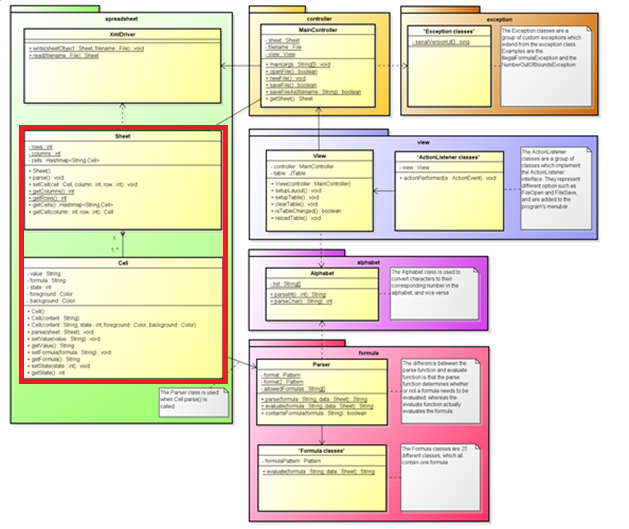 spreadsheet
XmlDriver
+ write(sheetObject : Sheet, filename : File) : void
+ read(filename : File) : Sheet
Sheet
- rows : int
- columns : int
- cells : Hashmap<String,Cell>
+ Sheet()
+ parse() : void
+ setCell(cell : Cell, column : int, row : int) : void
+ getColumns() : int
+ getRows() : int
+ getCells() : Hashmap<String,Cell>
+ getCell(column : int, row : int) : Cell
1
1..*
Cell
- value : String
- formula : String
- state : int
- foreground : Color
- background : Color
+ Cell()
+ Cell(content : String)
+ Cell(content : String, state : int, foreground : Color, background : Color)
+ parse(sheet : Sheet) : void
+ setValue(value : String) : void
+ getValue() : String
+ setFormula(formula : String) : void
+ getFormula() : String
+ setState(state : int) : void
+ getState() : int
The Parser class is used
when Cell.parse() is
called
controller
MainController
- sheet : Sheet
- filename : File
- view : View
+ main(args : String[]) : void
+ openFile() : boolean
+ newFile() : void
+ saveFile() : boolean
+ saveFileAs(filename : String) : boolean
+ getSheet() : Sheet
exception
"Exception classes"
- serialVersionUID : long
The Exception classes are a
group of custom exceptions which
extend from the exception class.
Examples are the
IllegalFormulaException and the
NumberOutOfBoundsException.
view
View
- controller : MainController
- table : JTable
+ View(controller : MainController)
+ setupLayout() : void
+ setupTable() : void
+ clearTable() : void
+ isTableChanged() : boolean
+ reloadTable() : void
"ActionListener classes"
- view : View
+ actionPerformed(e : ActionEvent) : void
The ActionListener
classes are a group of
classes which implement
the ActionListener
interface. They represent
different option such as
FileOpen and FileSave,
and are added to the
program's menubar.
alphabet
Alphabet
- list : String[]
+ parseInt(i : int) : String
+ parseChar(s : String) : int
The Alphabet class is used to
convert characters to their
corresponding number in the
alphabet, and vice versa
formula
Parser
- format : Pattern
- format2 : Pattern
- allowedFormulas : String[]
+ parse(formula : String, data : Sheet) : String
+ evaluate(formula : String, data : Sheet) : String
+ containsFormula(formula : String) : boolean
The difference between the
parse function and evaluate
function is that the parse
function determines whether
or not a formula needs to be
evaluated, whereas the
evaluate function actually
evaluates the formula
"Formula classes"
- formulaPattern : Pattern
+ evaluate(formula : String, data : Sheet) : String
The Formula classes are 25
different classes, which all
contain one formula.